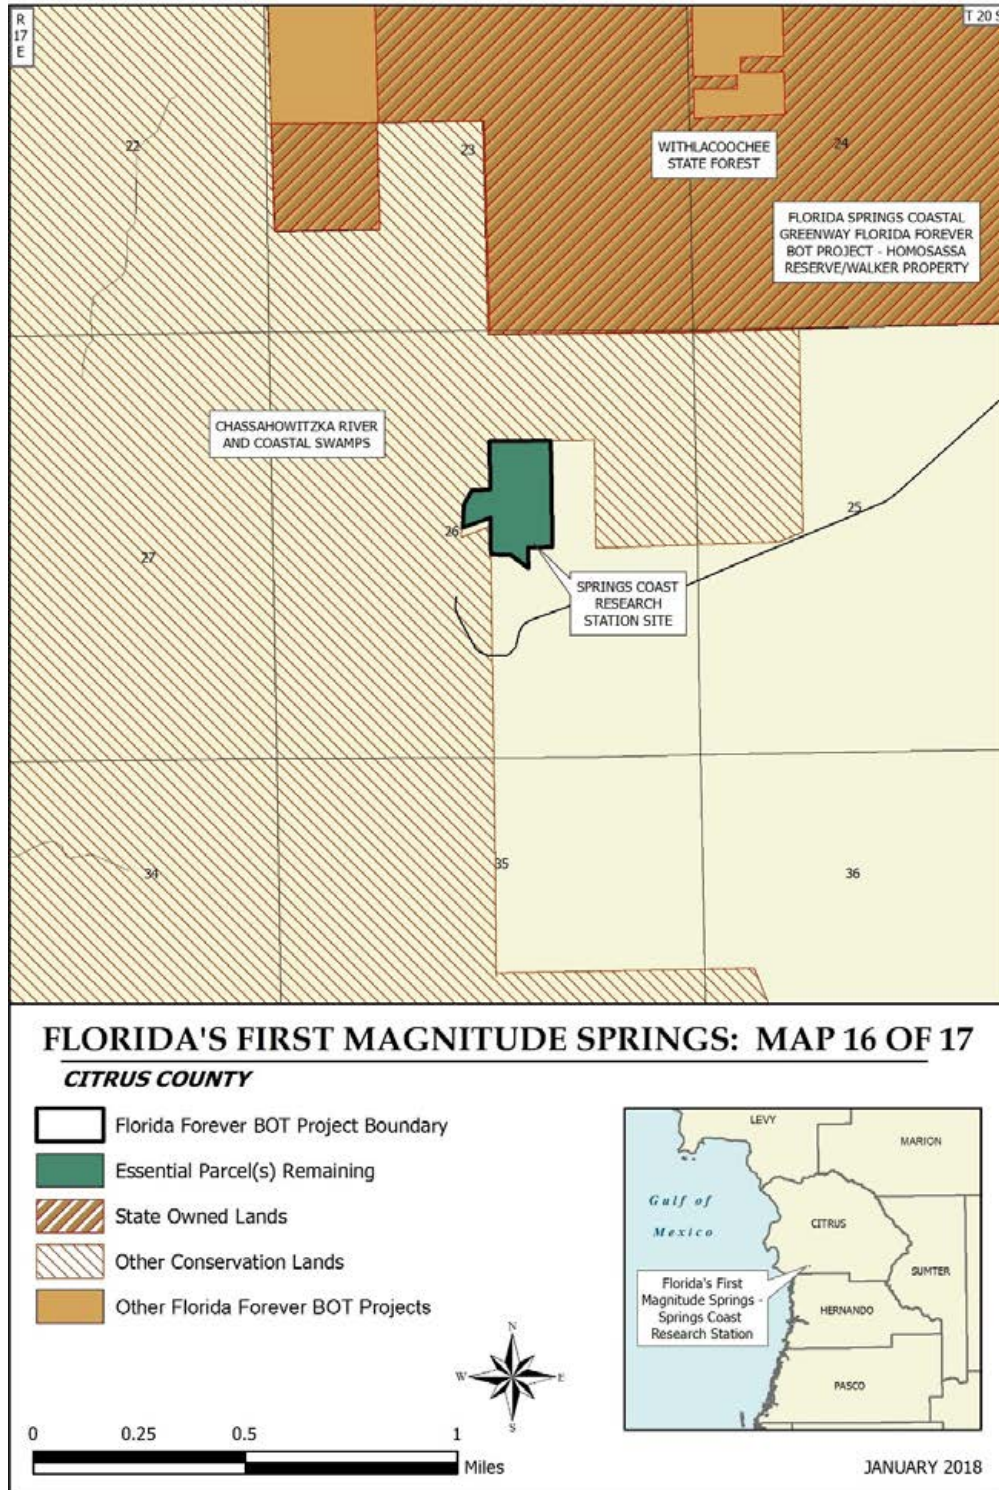 R
17
E
T 20 S
22
23
24
WITHLACOOCHEE
STATE FOREST
FLORIDA SPRINGS COASTAL
GREENWAY FLORIDA FOREVER
BOT PROJECT - HOMOSASSA
RESERVE/WALKER PROPERTY
CHASSAHOWITZKA RIVER
AND COASTAL SWAMPS
27
26
25
SPRINGS COAST
RESEARCH
STATION SITE
34
35
36
FLORIDA'S FIRST MAGNITUDE SPRINGS: MAP 16 OF 17
CITRUS COUNTY
Florida Forever BOT Project Boundary
Essential Parcel(s) Remaining
State Owned Lands
Other Conservation Lands
Other Florida Forever BOT Projects
N
W E
S
0 0.25 0.5 1
Miles
LEVY
MARION
Gulf of
Mexico
CITRUS
SUMTER
Florida's First
Magnitude Springs -
Springs Coast
Research Station
HERNANDO
PASCO
JANUARY 2018